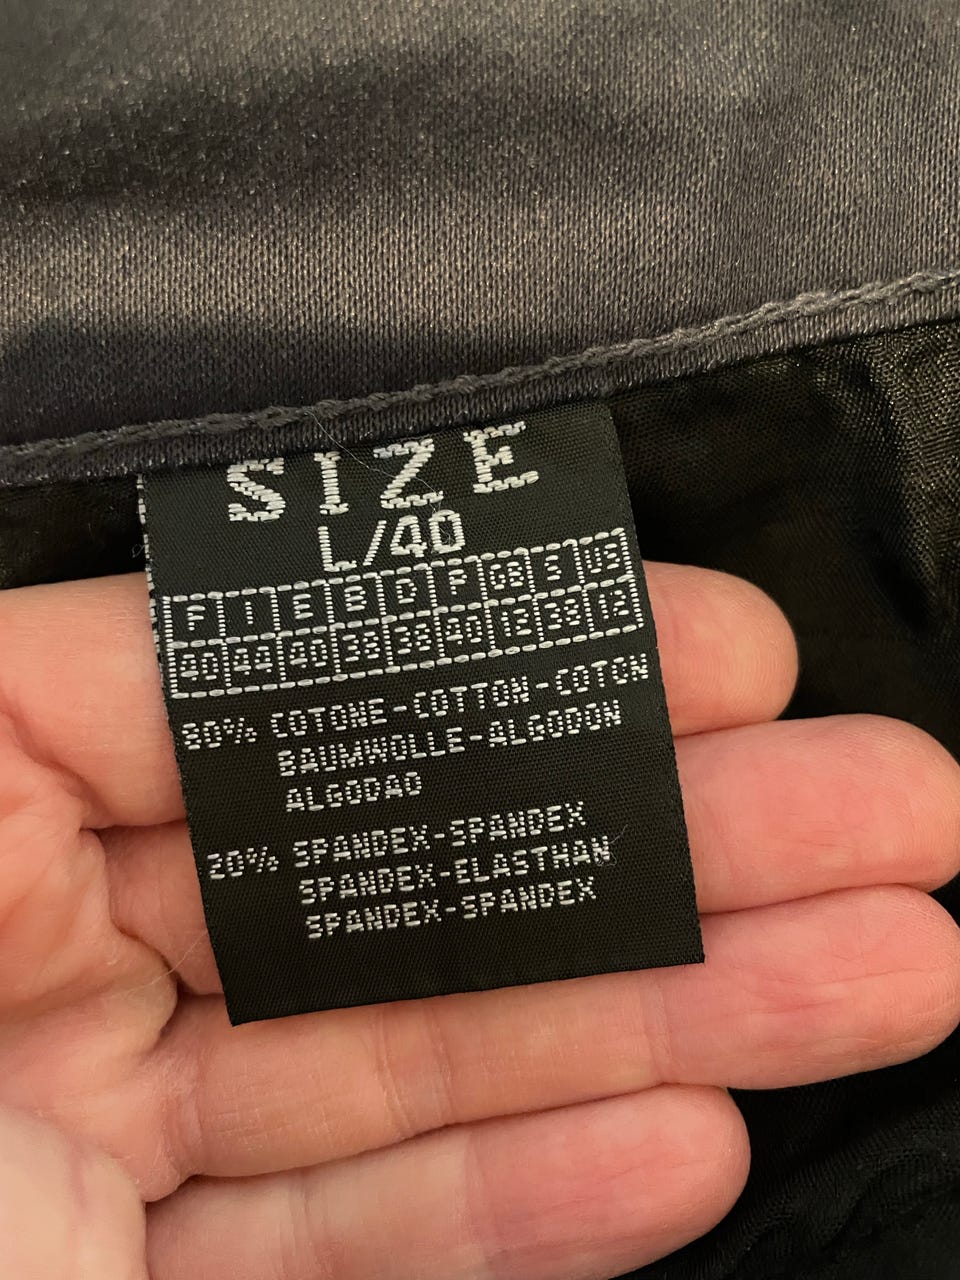 SIZE
L/40
F I E B D P GB S US
40 44 40 38 38 40 12 38 12
80% COTONE-COTTON-COTON
BAUMWOLLE-ALGODON
ALGODAO
20% SPANDEX-SPANDEX
SPANDEX-ELASTHAN
SPANDEX-SPANDEX